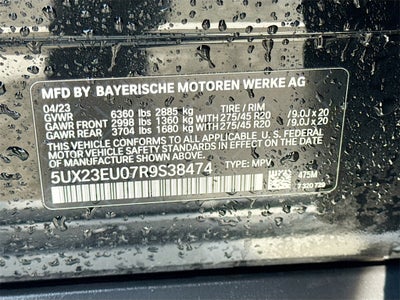 MFD BY BAYERISCHE MOTOREN WERKE AG
04/23
GVWR 6360 lbs 2885 kg TIRE / RIM
GAWR FRONT 2998 lbs 1360 kg WITH 275/45 R20 /9.0J x 20
GAWR REAR 3704 lbs 1680 kg WITH 275/45 R20 /9.0J x 20
THIS VEHICLE CONFORMS TO ALL APPLICABLE FEDERAL
MOTOR VEHICLE SAFETY STANDARDS IN EFFECT ON THE
DATE OF MANUFACTURE SHOWN ABOVE.
5UX23EU07R9S38474 TYPE: MPV
475M
7 320 729